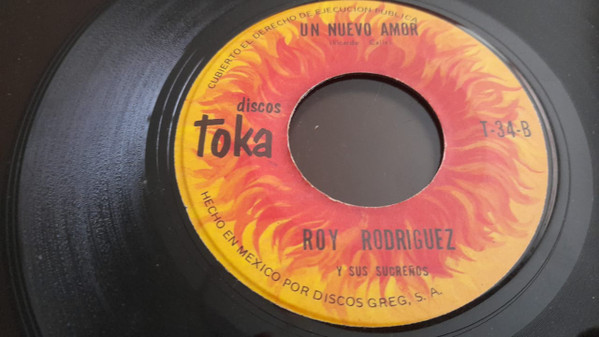 CUBIERTO EL DERECHO DE EJECUCION PUBLICA
UN NUEVO AMOR
discos
Toka
T-34-B
ROY RODRIGUEZ
Y SUS SUCREÑOS
HECHO EN MEXICO POR DISCOS GREG, S. A.